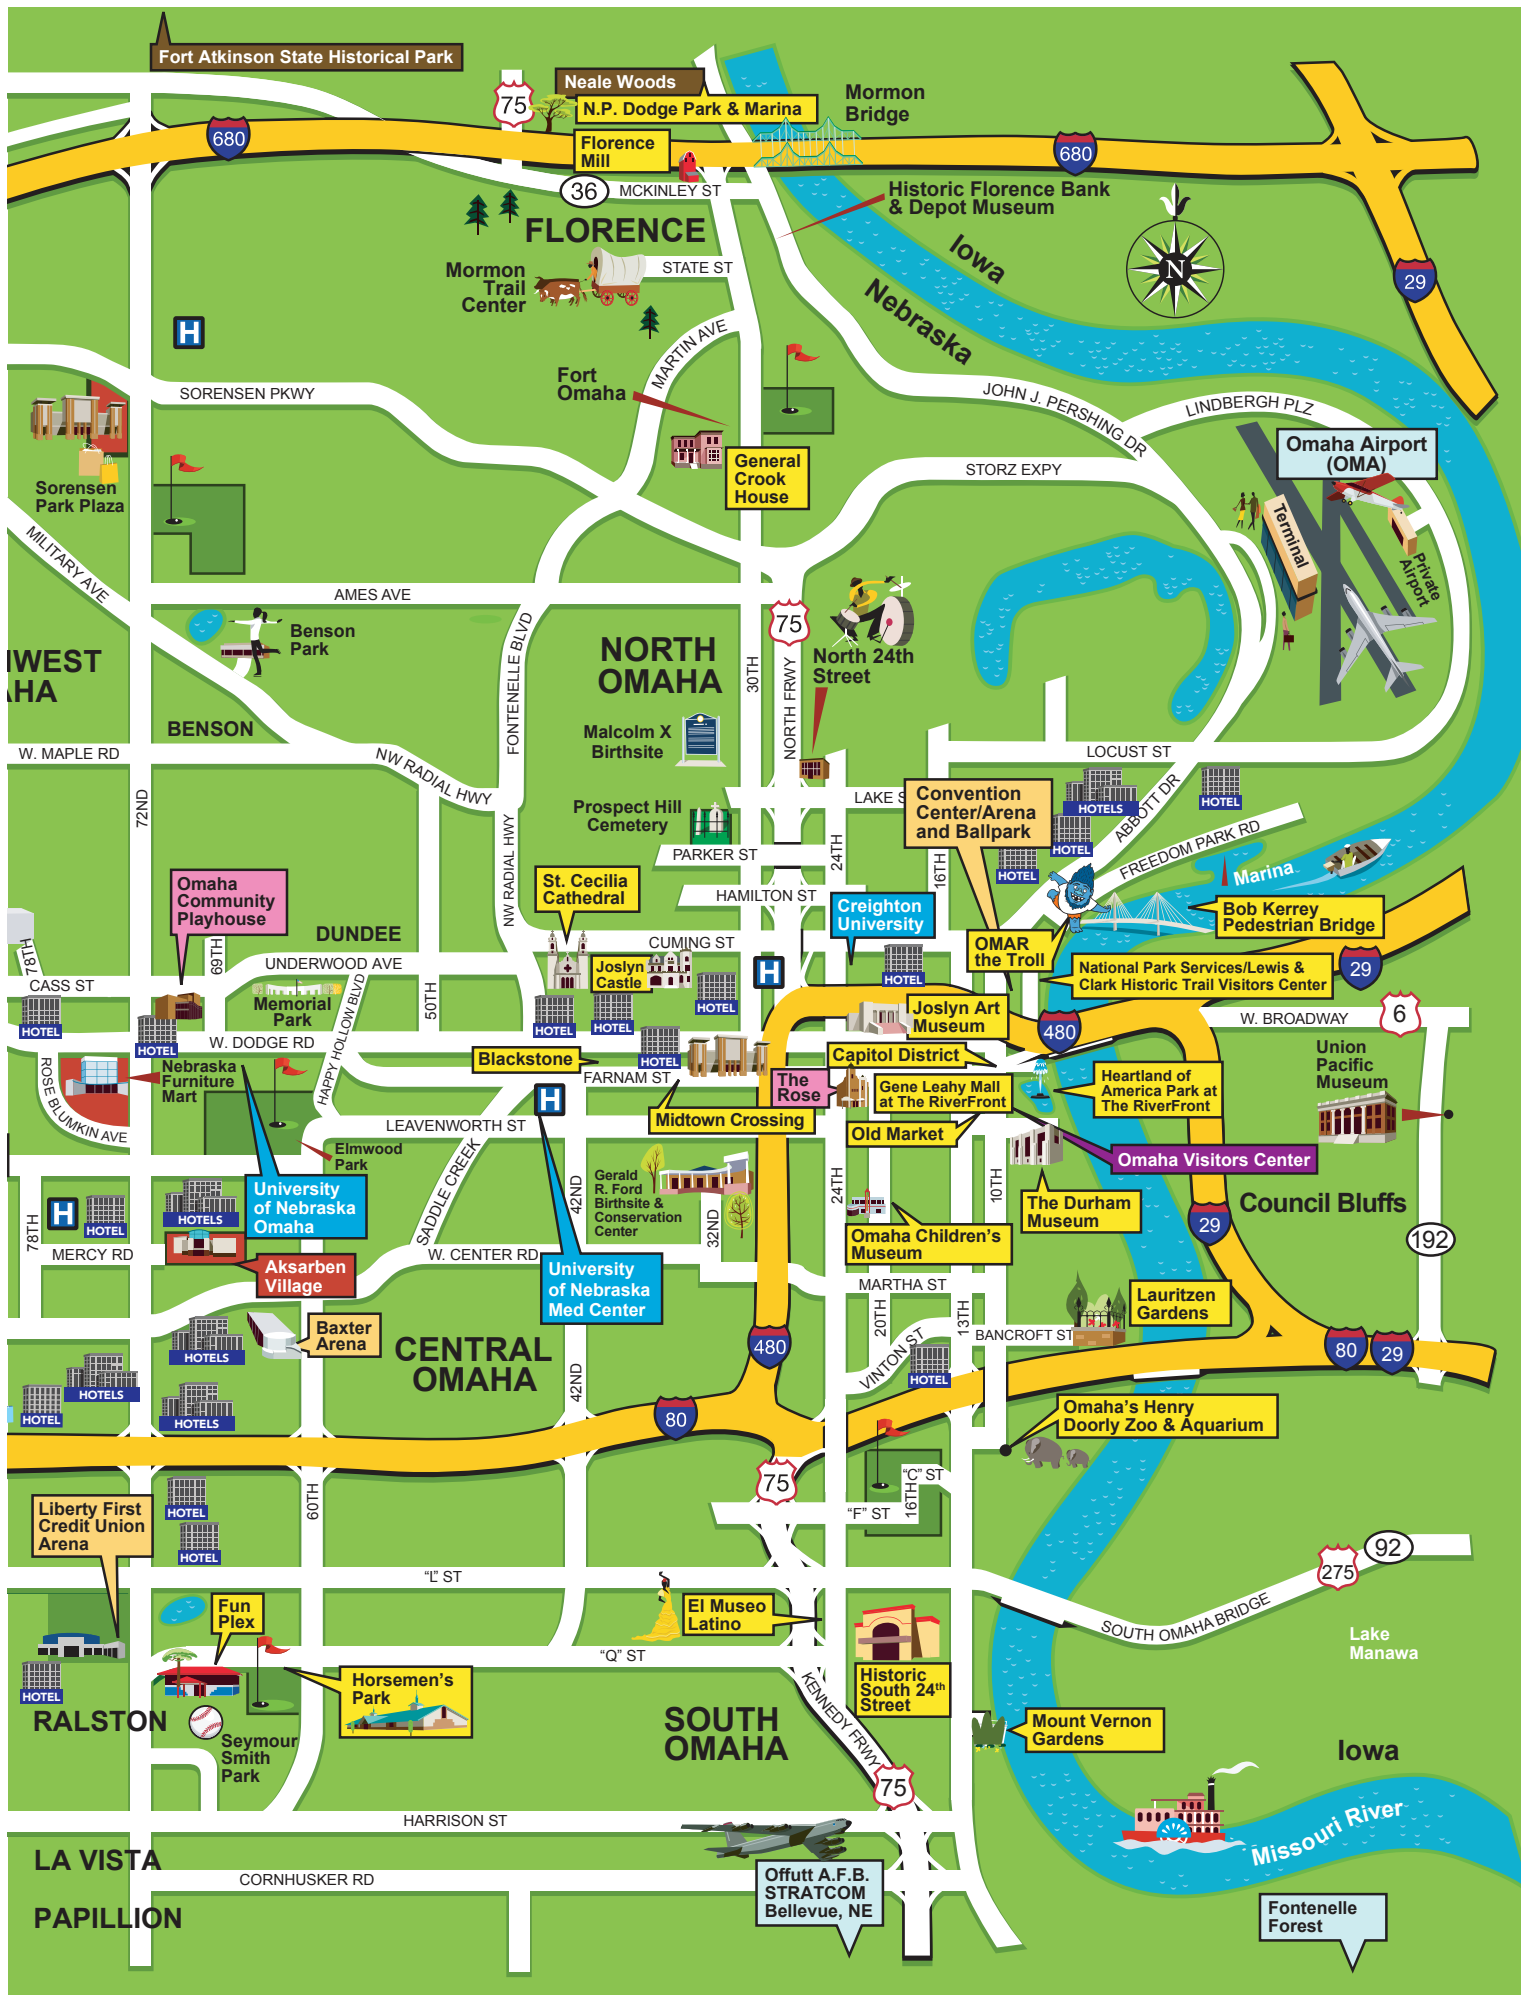 Fort Atkinson State Historical Park
75
Neale Woods
N.P. Dodge Park & Marina
Mormon
Bridge
680
Florence
Mill
680
36
MCKINLEY ST
Historic Florence Bank
& Depot Museum
FLORENCE
Iowa
Nebraska
N
29
Mormon
Trail
Center
STATE ST
H
MARTIN AVE
Fort
Omaha
SORENSEN PKWY
JOHN J. PERSHING DR
LINDBERGH PLZ
Omaha Airport
(OMA)
General
Crook
House
STORZ EXPY
Sorensen
Park Plaza
Terminal
Private
Airport
MILITARY AVE
AMES AVE
75
Benson
Park
FONTENELLE BLVD
NORTH
OMAHA
30TH
NORTH FRWY
North 24th
Street
WEST
AHA
BENSON
Malcolm X
Birthsite
W. MAPLE RD
NW RADIAL HWY
LOCUST ST
72ND
HOTELS
HOTEL
ABBOTT DR
LAKE S
Convention
Center/Arena
and Ballpark
Prospect Hill
Cemetery
HOTEL
FREEDOM PARK RD
PARKER ST
24TH
16TH
HOTEL
Marina
NW RADIAL HWY
Omaha
Community
Playhouse
St. Cecilia
Cathedral
HAMILTON ST
Creighton
University
Bob Kerrey
Pedestrian Bridge
78TH
69TH
DUNDEE
CUMING ST
OMAR
the Troll
UNDERWOOD AVE
Joslyn
Castle
H
HOTEL
National Park Services/Lewis &
Clark Historic Trail Visitors Center
29
CASS ST
Memorial
Park
HAPPY HOLLOW BLVD
50TH
HOTEL
HOTEL
HOTEL
HOTEL
Joslyn Art
Museum
480
W. BROADWAY
6
HOTEL
W. DODGE RD
Blackstone
HOTEL
Capitol District
Union
Pacific
Museum
ROSE BLUMKIN AVE
Nebraska
Furniture
Mart
FARNAM ST
The
Rose
Gene Leahy Mall
at The RiverFront
Heartland of
America Park at
The RiverFront
H
Midtown Crossing
LEAVENWORTH ST
Old Market
Elmwood
Park
SADDLE CREEK
Omaha Visitors Center
University
of Nebraska
Omaha
42ND
Gerald
R. Ford
Birthsite &
Conservation
Center
32ND
24TH
10TH
The Durham
Museum
Council Bluffs
HOTELS
H
HOTEL
78TH
29
192
MERCY RD
W. CENTER RD
Omaha Children's
Museum
Aksarben
Village
University
of Nebraska
Med Center
MARTHA ST
Lauritzen
Gardens
Baxter
Arena
20TH
13TH
HOTELS
CENTRAL
OMAHA
480
VINTON ST
BANCROFT ST
80
29
HOTELS
42ND
HOTEL
HOTEL
HOTELS
80
Omaha's Henry
Doorly Zoo & Aquarium
75
"C" ST
16TH
60TH
Liberty First
Credit Union
Arena
HOTEL
"F" ST
HOTEL
92
275
"L" ST
Fun
Plex
El Museo
Latino
SOUTH OMAHA BRIDGE
Lake
Manawa
"Q" ST
HOTEL
Horsemen's
Park
Historic
South 24th
Street
KENNEDY FRWY
RALSTON
SOUTH
OMAHA
Mount Vernon
Gardens
Seymour
Smith
Park
Iowa
75
HARRISON ST
Missouri River
LA VISTA
CORNHUSKER RD
Offutt A.F.B.
STRATCOM
Bellevue, NE
PAPILLION
Fontenelle
Forest